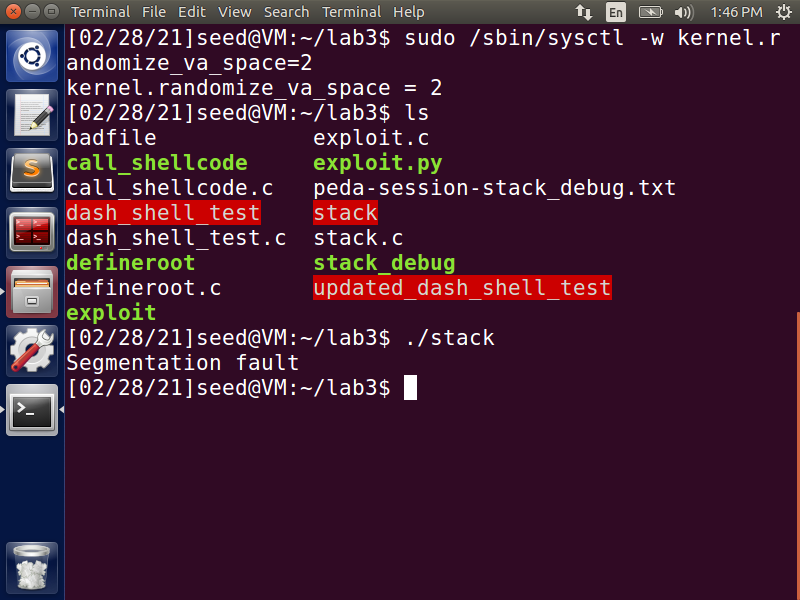 Terminal File Edit View Search Terminal Help En 1:46 PM
[02/28/21]seed@VM:~/lab3$ sudo /sbin/sysctl -w kernel.r
andomize_va_space=2
kernel.randomize_va_space = 2
[02/28/21]seed@VM:~/lab3$ ls
badfile exploit.c
call_shellcode exploit.py
call_shellcode.c peda-session-stack_debug.txt
dash_shell_test stack
dash_shell_test.c stack.c
defineroot stack_debug
defineroot.c updated_dash_shell_test
exploit
[02/28/21]seed@VM:~/lab3$ ./stack
Segmentation fault
[02/28/21]seed@VM:~/lab3$